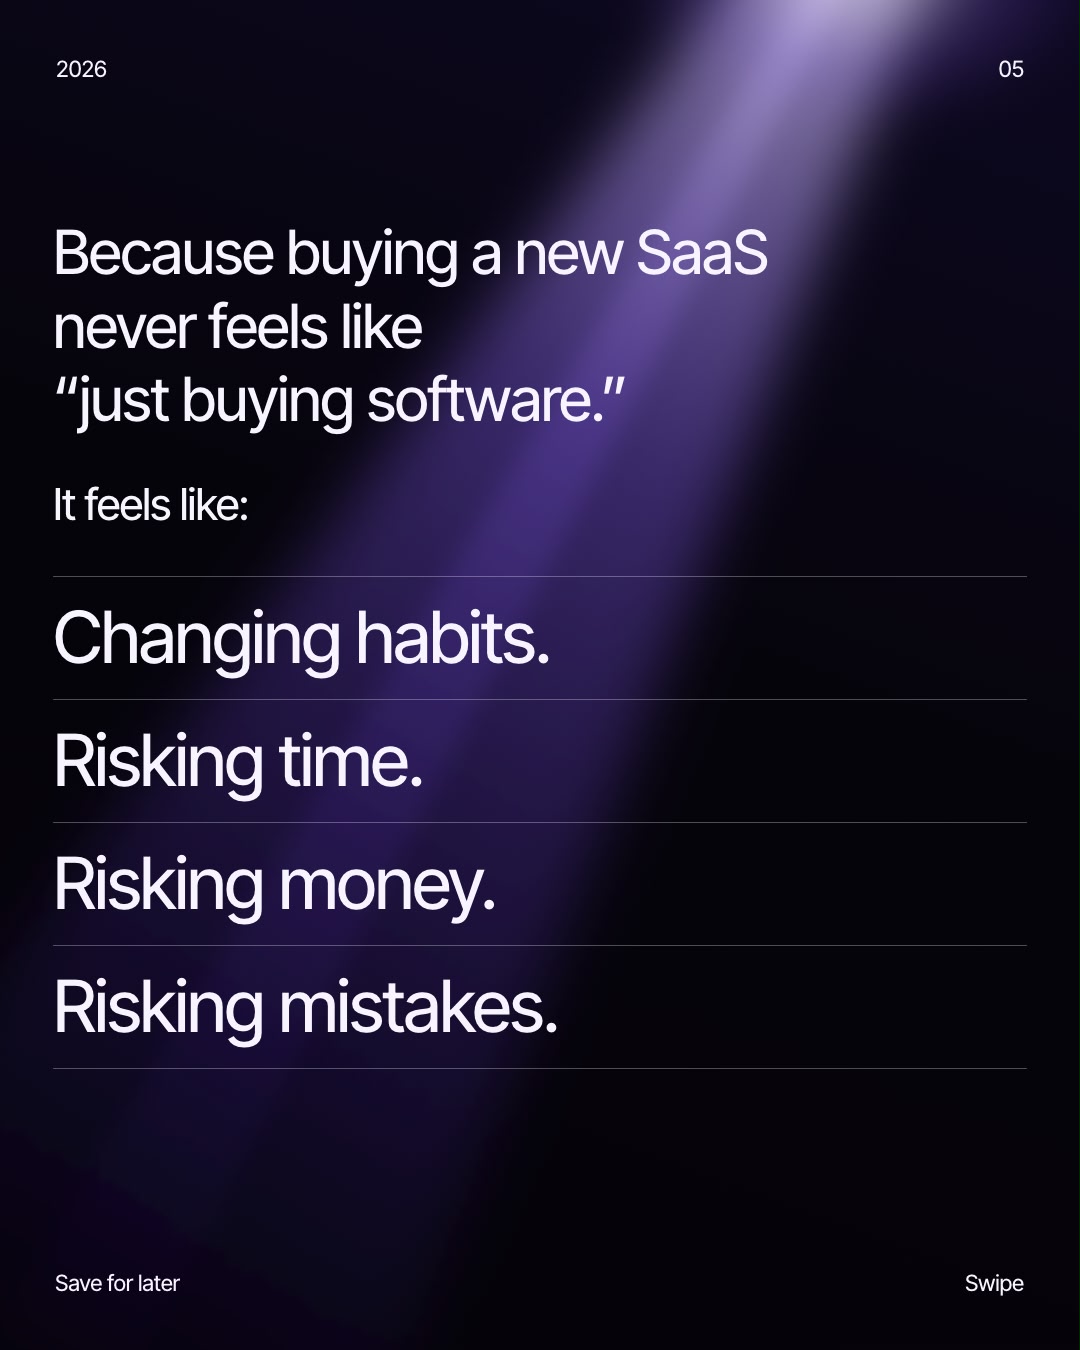 2026
05
Because buying a new SaaS
never feels like
“just buying software.”
It feels like:
Changing habits.
Risking time.
Risking money.
Risking mistakes.
Save for later
Swipe